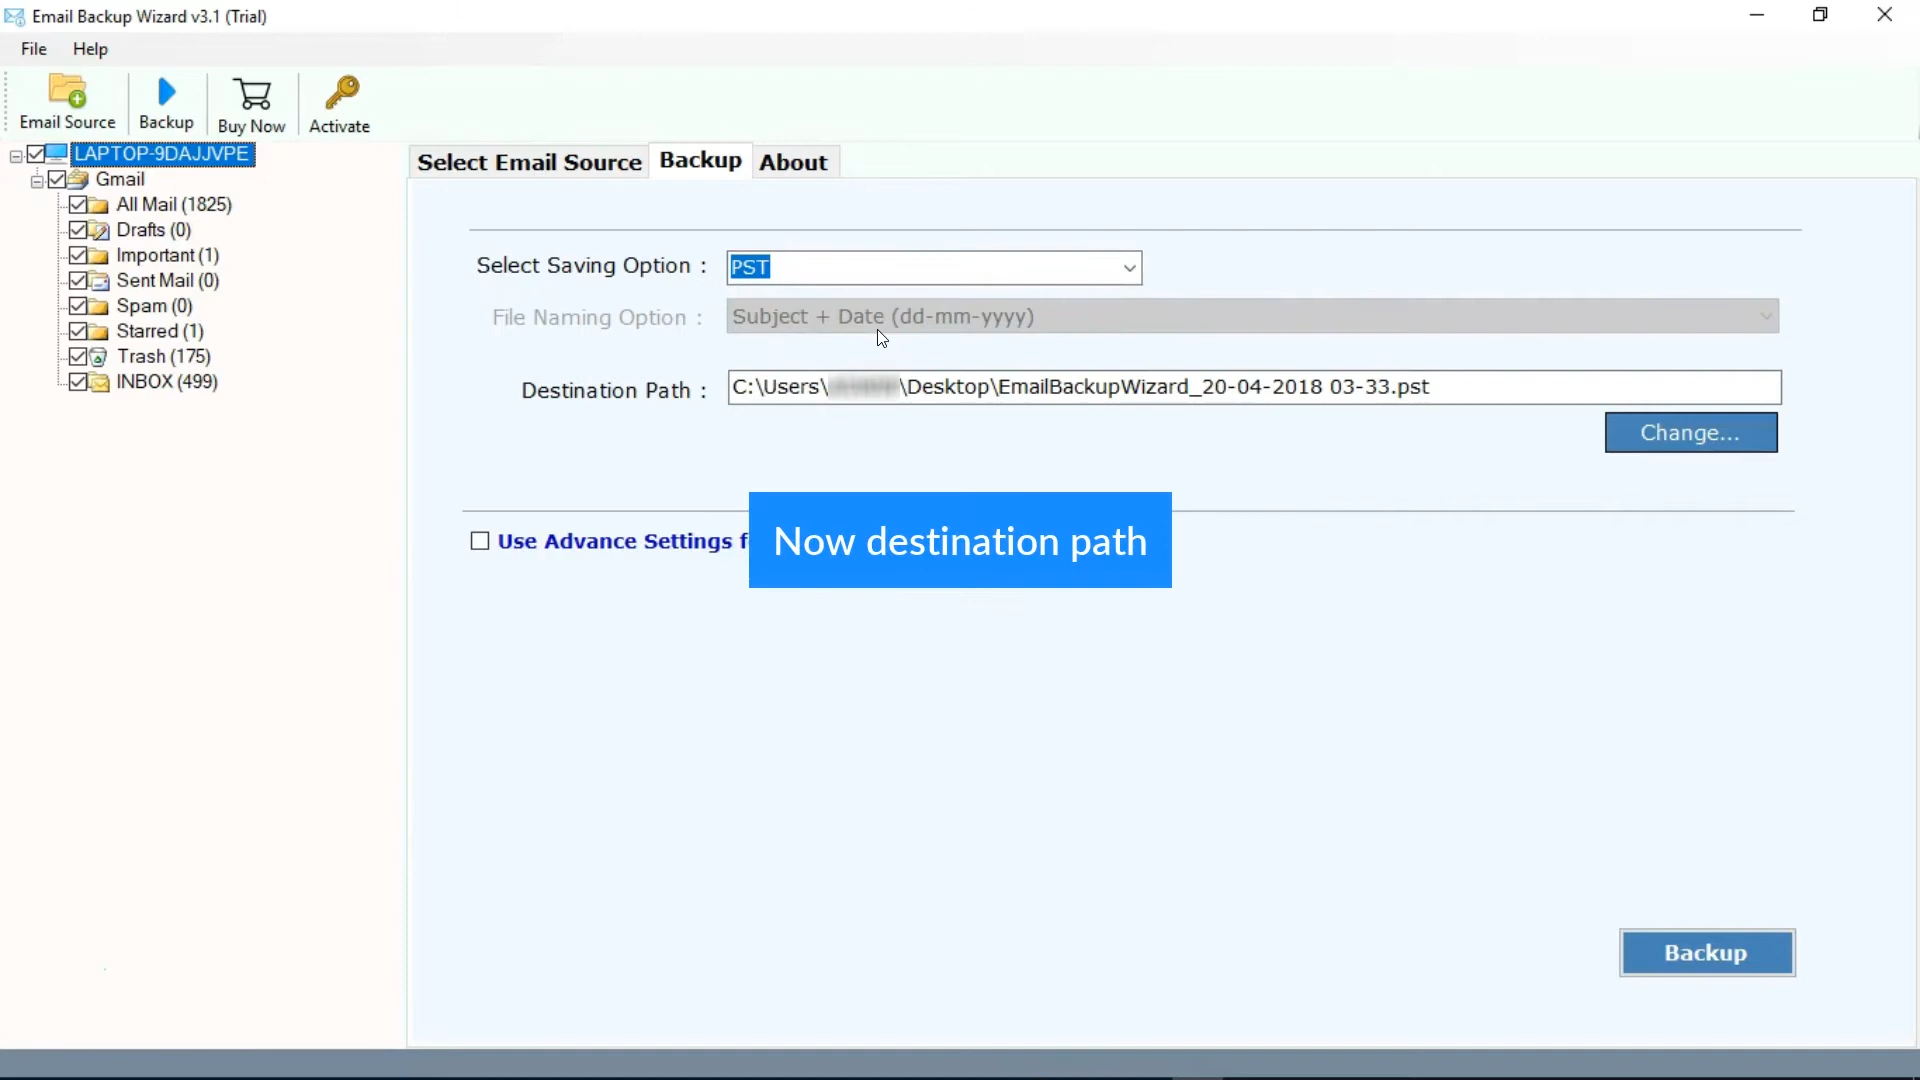 Email Backup Wizard v3.1 (Trial)
File Help
Email Source Backup Buy Now Activate
LAPTOP-9DAJJVPE
Gmail
All Mail (1825)
Drafts (0)
Important (1)
Sent Mail (0)
Spam (0)
Starred (1)
Trash (175)
INBOX (499)
Select Email Source Backup About
Select Saving Option : PST
File Naming Option : Subject + Date (dd-mm-yyyy)
Destination Path : C:\Users\ \Desktop\EmailBackupWizard_20-04-2018 03-33.pst
Change...
Use Advance Settings
Now destination path
Backup